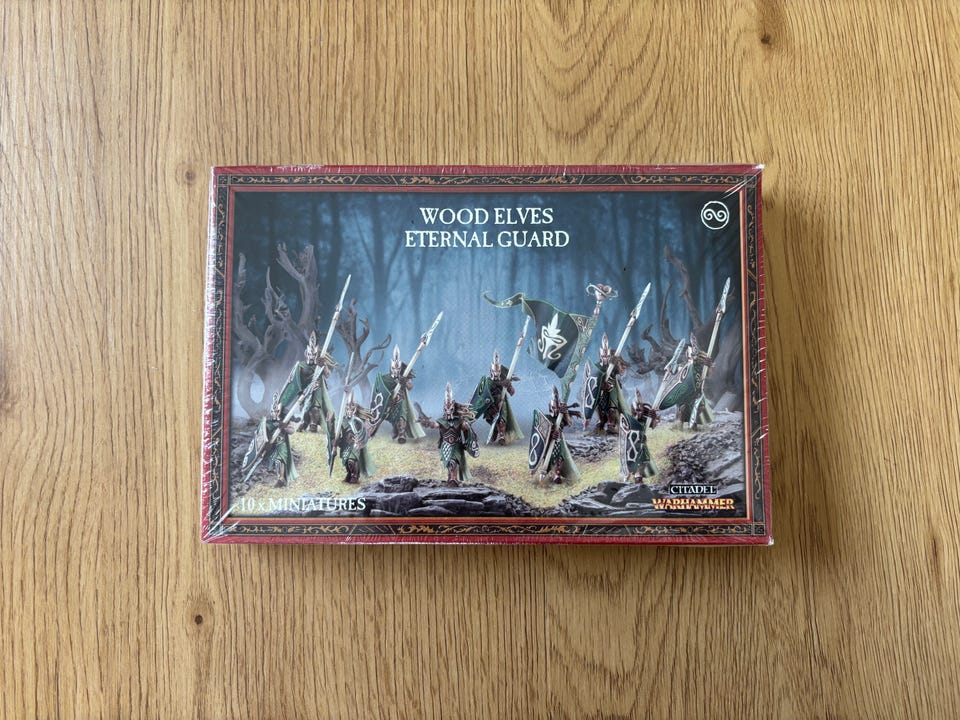 WOOD ELVES
ETERNAL GUARD
10 x MINIATURES
CITADEL
WARHAMMER